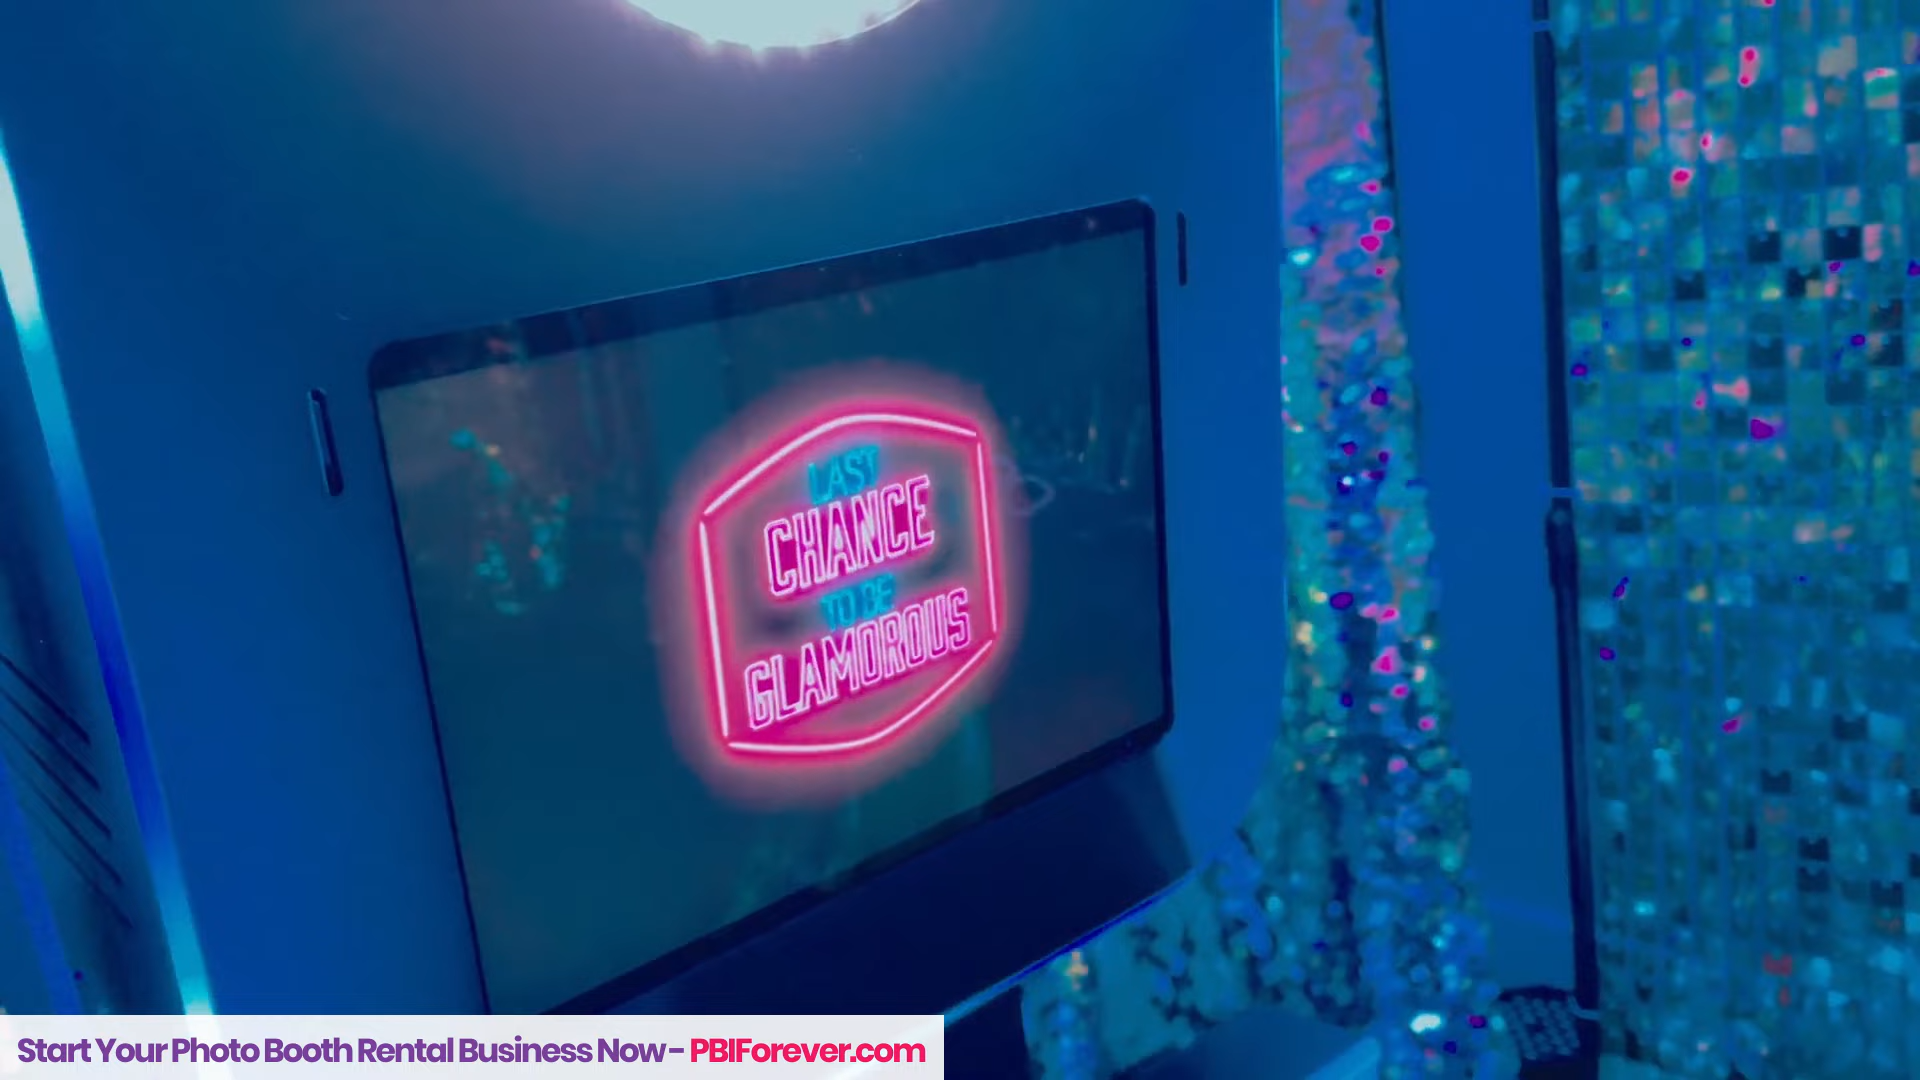 LAST
CHANCE
TO BE
GLAMOROUS
Start Your Photo Booth Rental Business Now - PBIForever.com